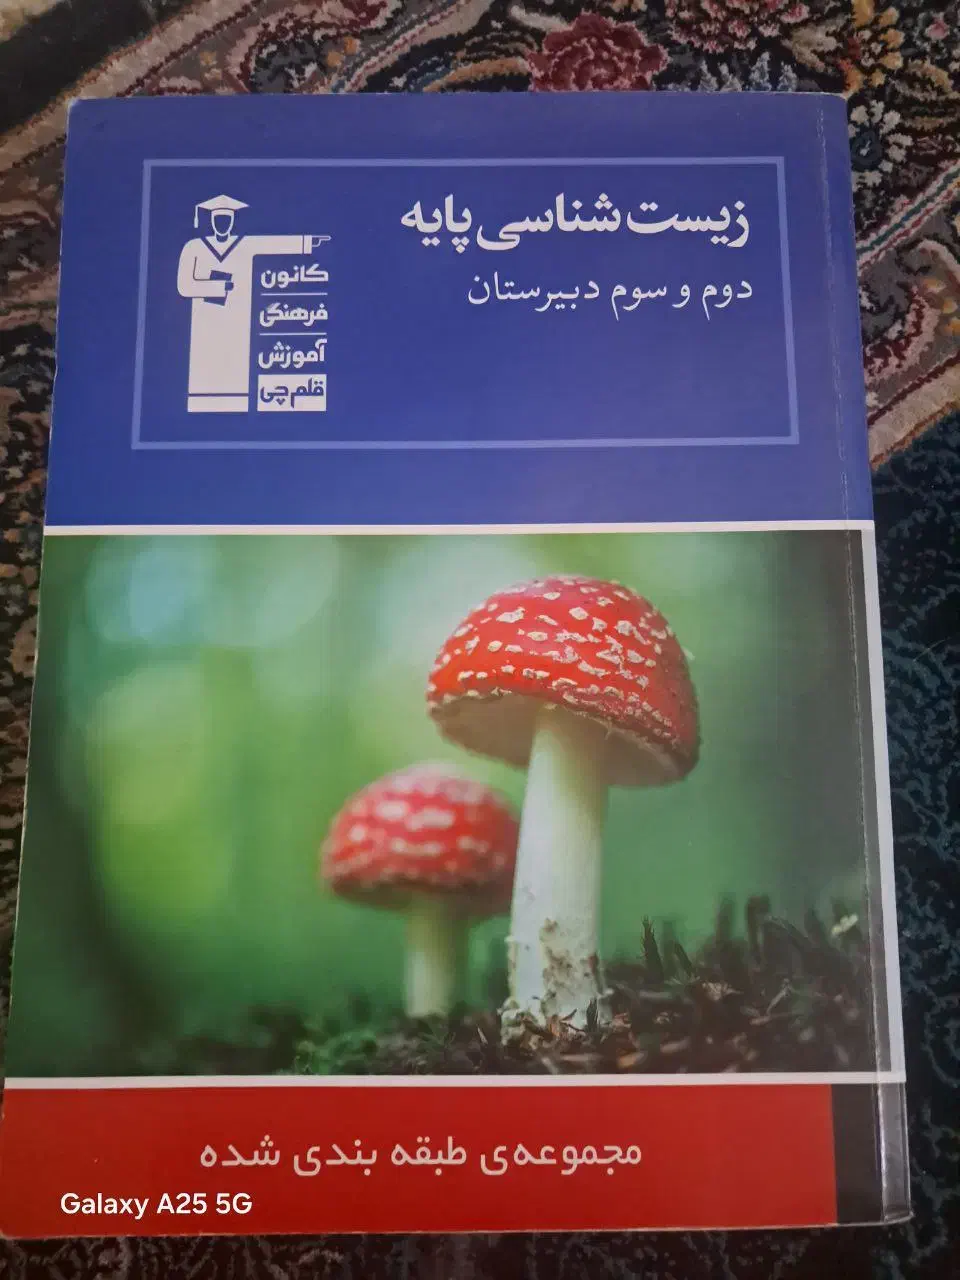 زیست‌شناسی پایه
دوم و سوم دبیرستان
کانون
فرهنگی
آموزش
قلم‌چی
مجموعه‌ی طبقه بندی شده
Galaxy A25 5G